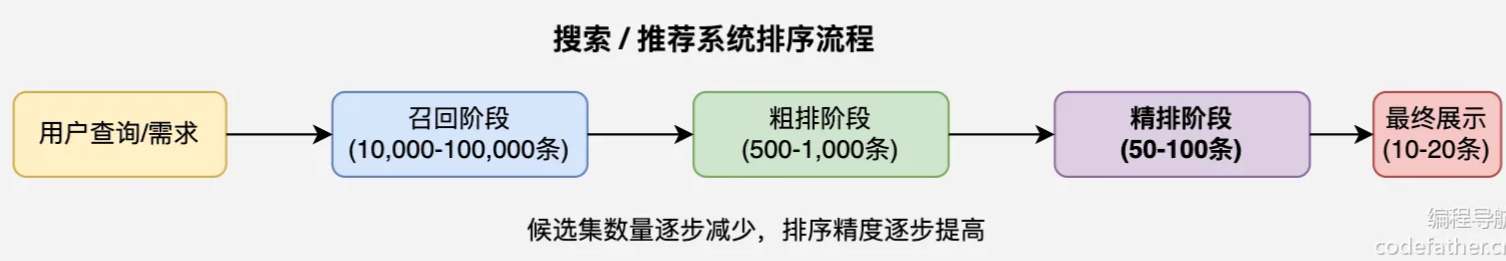 搜索 / 推荐系统排序流程
用户查询/需求
召回阶段
(10,000-100,000条)
粗排阶段
(500-1,000条)
精排阶段
(50-100条)
最终展示
(10-20条)
候选集数量逐步减少，排序精度逐步提高
编程导航
codefather.cn